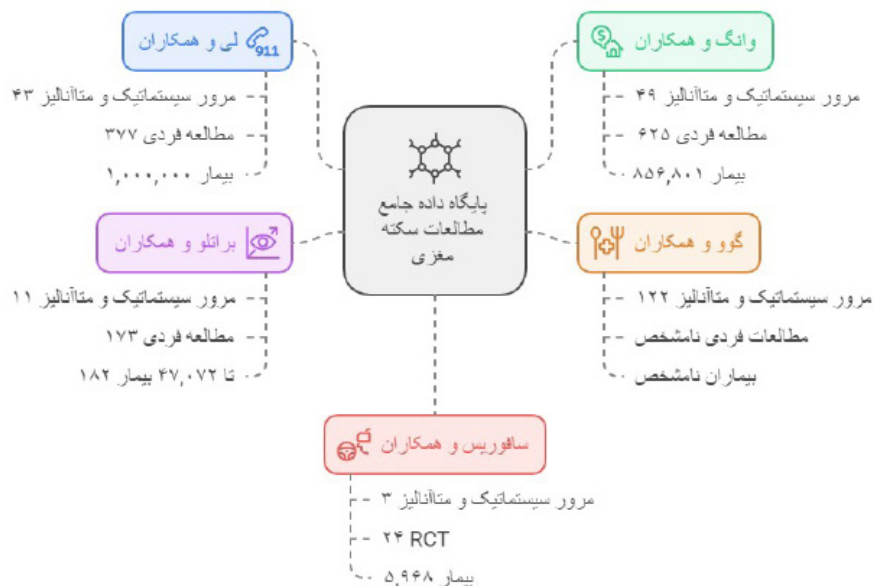 وانگ و همکاران
مرور سیستماتیک و متاآنالیز ۴۹
مطالعه فردی ۶۲۵
بیمار ۸۵۶,۸۰۱
911
لی و همکاران
مرور سیستماتیک و متاآنالیز ۴۳
مطالعه فردی ۳۷۷
بیمار ۱,۰۰۰,۰۰۰
پایگاه داده جامع
مطالعات سکته
مغزی
گوو و همکاران
مرور سیستماتیک و متاآنالیز ۱۲۲
مطالعات فردی نامشخص
بیماران نامشخص
براتلو و همکاران
مرور سیستماتیک و متاآنالیز ۱۱
مطالعه فردی ۱۷۳
تا ۴۷,۰۷۲ بیمار ۱۸۲
سافوریس و همکاران
مرور سیستماتیک و متاآنالیز ۳
۲۴ RCT
بیمار ۵,۹۶۸